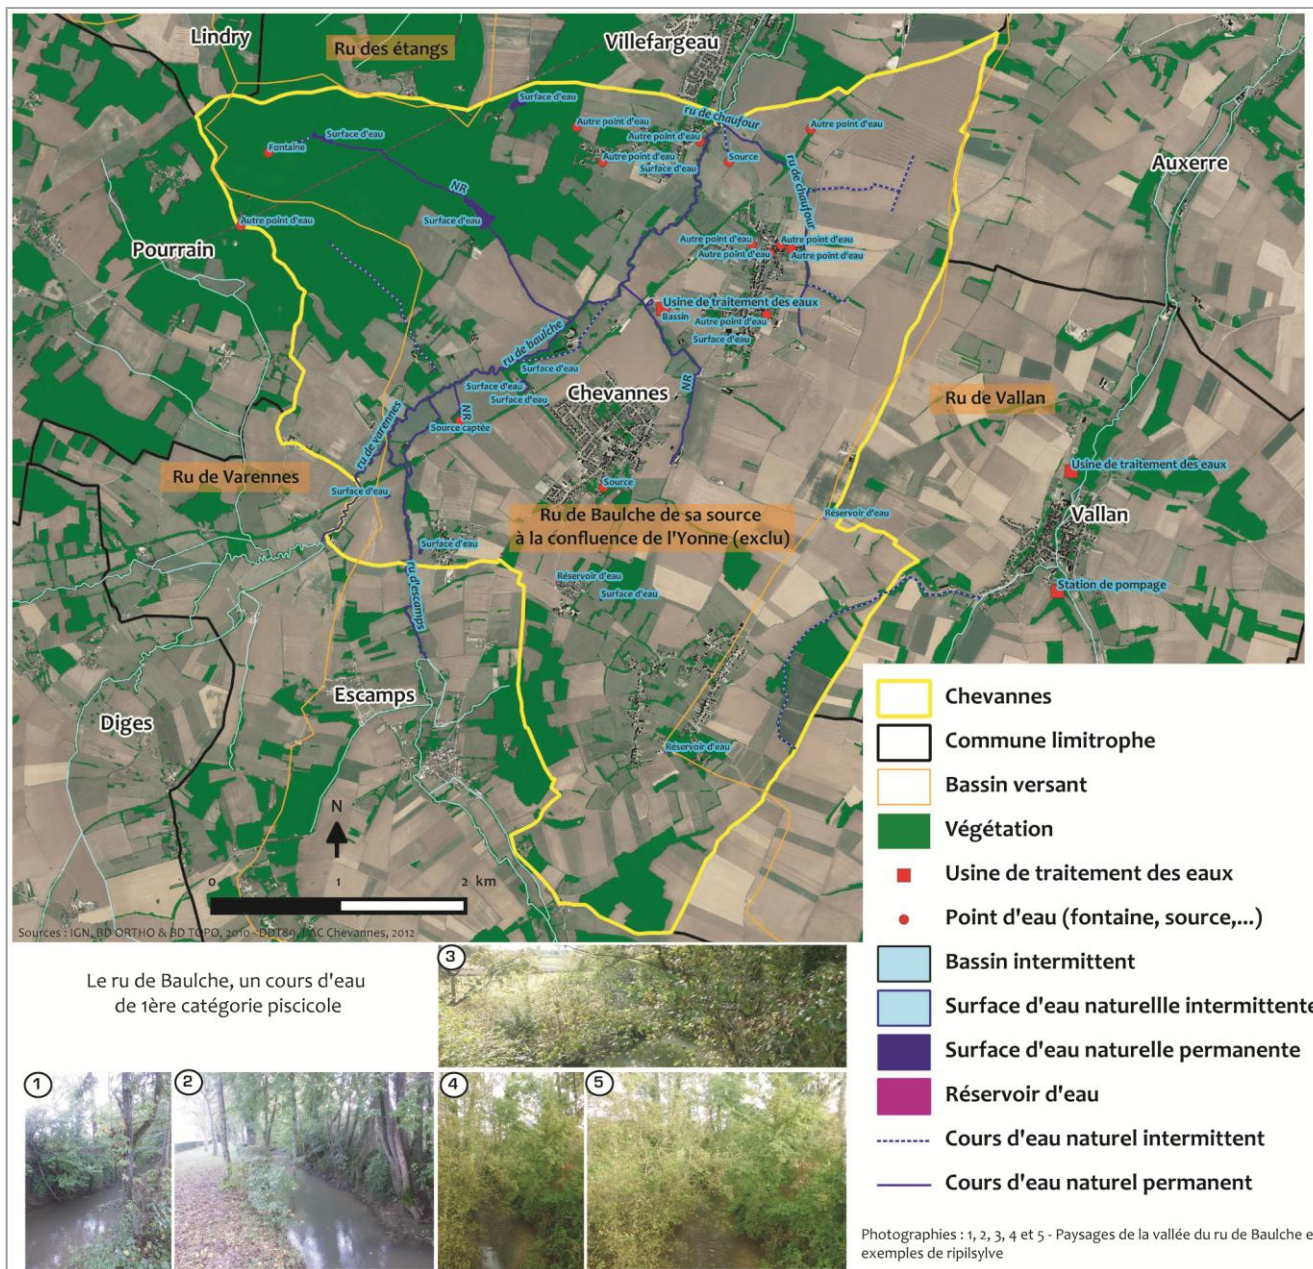 Lindry
Ru des étangs
Villefargeau
Surface d'eau
ru de chaufour
Autre point d'eau
Autre point d'eau
Autre point d'eau
Surface d'eau
Fontaine
Autre point d'eau
Source
Surface d'eau
Auxerre
NR
ru de chaufour
Surface d'eau
Autre point d'eau
Pourrain
Autre point d'eau
Autre point d'eau
Autre point d'eau
Autre point d'eau
Usine de traitement des eaux
Bassin
Autre point d'eau
Surface d'eau
ru de baulche
Surface d'eau
Surface d'eau
Surface d'eau
Chevannes
NR
NR
Ru de Vallan
Source captée
ru de varennes
Ru de Varennes
Surface d'eau
Source
Usine de traitement des eaux
Ru de Baulche de sa source
à la confluence de l'Yonne (exclu)
Réservoir d'eau
Vallan
Surface d'eau
ru d'escamps
Réservoir d'eau
Surface d'eau
Station de pompage
Escamps
Diges
Réservoir d'eau
N
0 1 2 km
Sources : IGN, BD ORTHO & BD TOPO, 2010 - DDT89, PAC Chevannes, 2012
Chevannes
Commune limitrophe
Bassin versant
Végétation
Usine de traitement des eaux
Point d'eau (fontaine, source,...)
Bassin intermittent
Surface d'eau naturellle intermittente
Surface d'eau naturelle permanente
Réservoir d'eau
Cours d'eau naturel intermittent
Cours d'eau naturel permanent
Le ru de Baulche, un cours d'eau
de 1ère catégorie piscicole
3
1
2
4
5
Photographies : 1, 2, 3, 4 et 5 - Paysages de la vallée du ru de Baulche e
exemples de ripilsylve